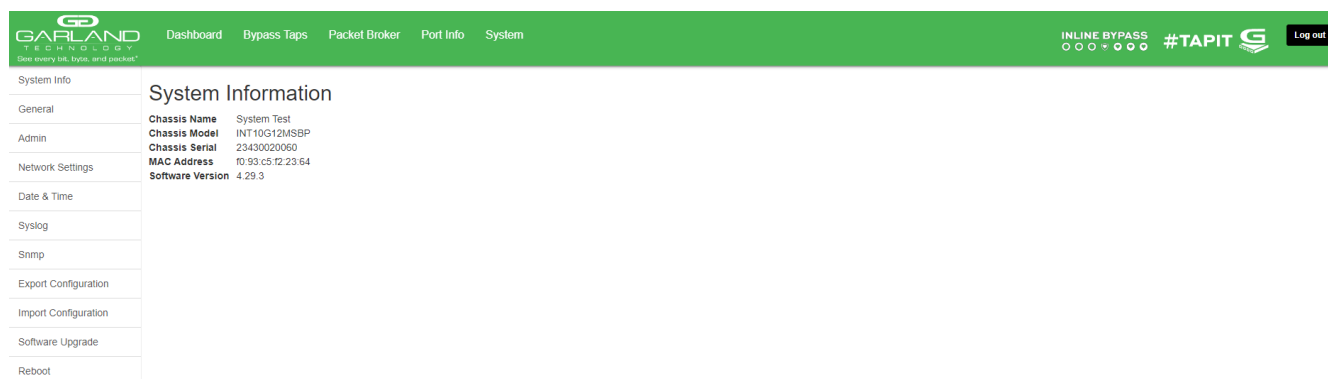 GARLAND
TECHNOLOGY
See every bit, byte, and packet®
Dashboard Bypass Taps Packet Broker Port Info System
INLINE BYPASS
#TAPIT
Log out
System Info
General
Admin
Network Settings
Date & Time
Syslog
Snmp
Export Configuration
Import Configuration
Software Upgrade
Reboot
System Information
Chassis Name System Test
Chassis Model INT10G12MSBP
Chassis Serial 23430020060
MAC Address f0:93:c5:f2:23:64
Software Version 4.29.3